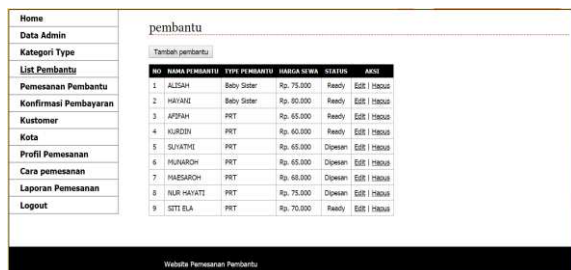 Home
Data Admin
Kategori Type
List Pembantu
Pemesanan Pembantu
Konfirmasi Pembayaran
Kustomer
Kota
Profil Pemesanan
Cara pemesanan
Laporan Pemesanan
Logout
pembantu
Tambah pembantu
NO NAMA PEMBANTU TYPE PEMBANTU HARGA SEWA STATUS AKSI
1 ALISAH Baby Sister Rp. 75.000 Ready Edit | Hapus
2 HAYANI Baby Sister Rp. 80.000 Ready Edit | Hapus
3 AFIFAH PRT Rp. 65.000 Ready Edit | Hapus
4 KURDIN PRT Rp. 60.000 Ready Edit | Hapus
5 SUYATMI PRT Rp. 65.000 Dipesan Edit | Hapus
6 MUNAROH PRT Rp. 65.000 Dipesan Edit | Hapus
7 MAESAROH PRT Rp. 68.000 Dipesan Edit | Hapus
8 NUR HAYATI PRT Rp. 75.000 Dipesan Edit | Hapus
9 SITI ELA PRT Rp. 70.000 Ready Edit | Hapus
Website Pemesanan Pembantu